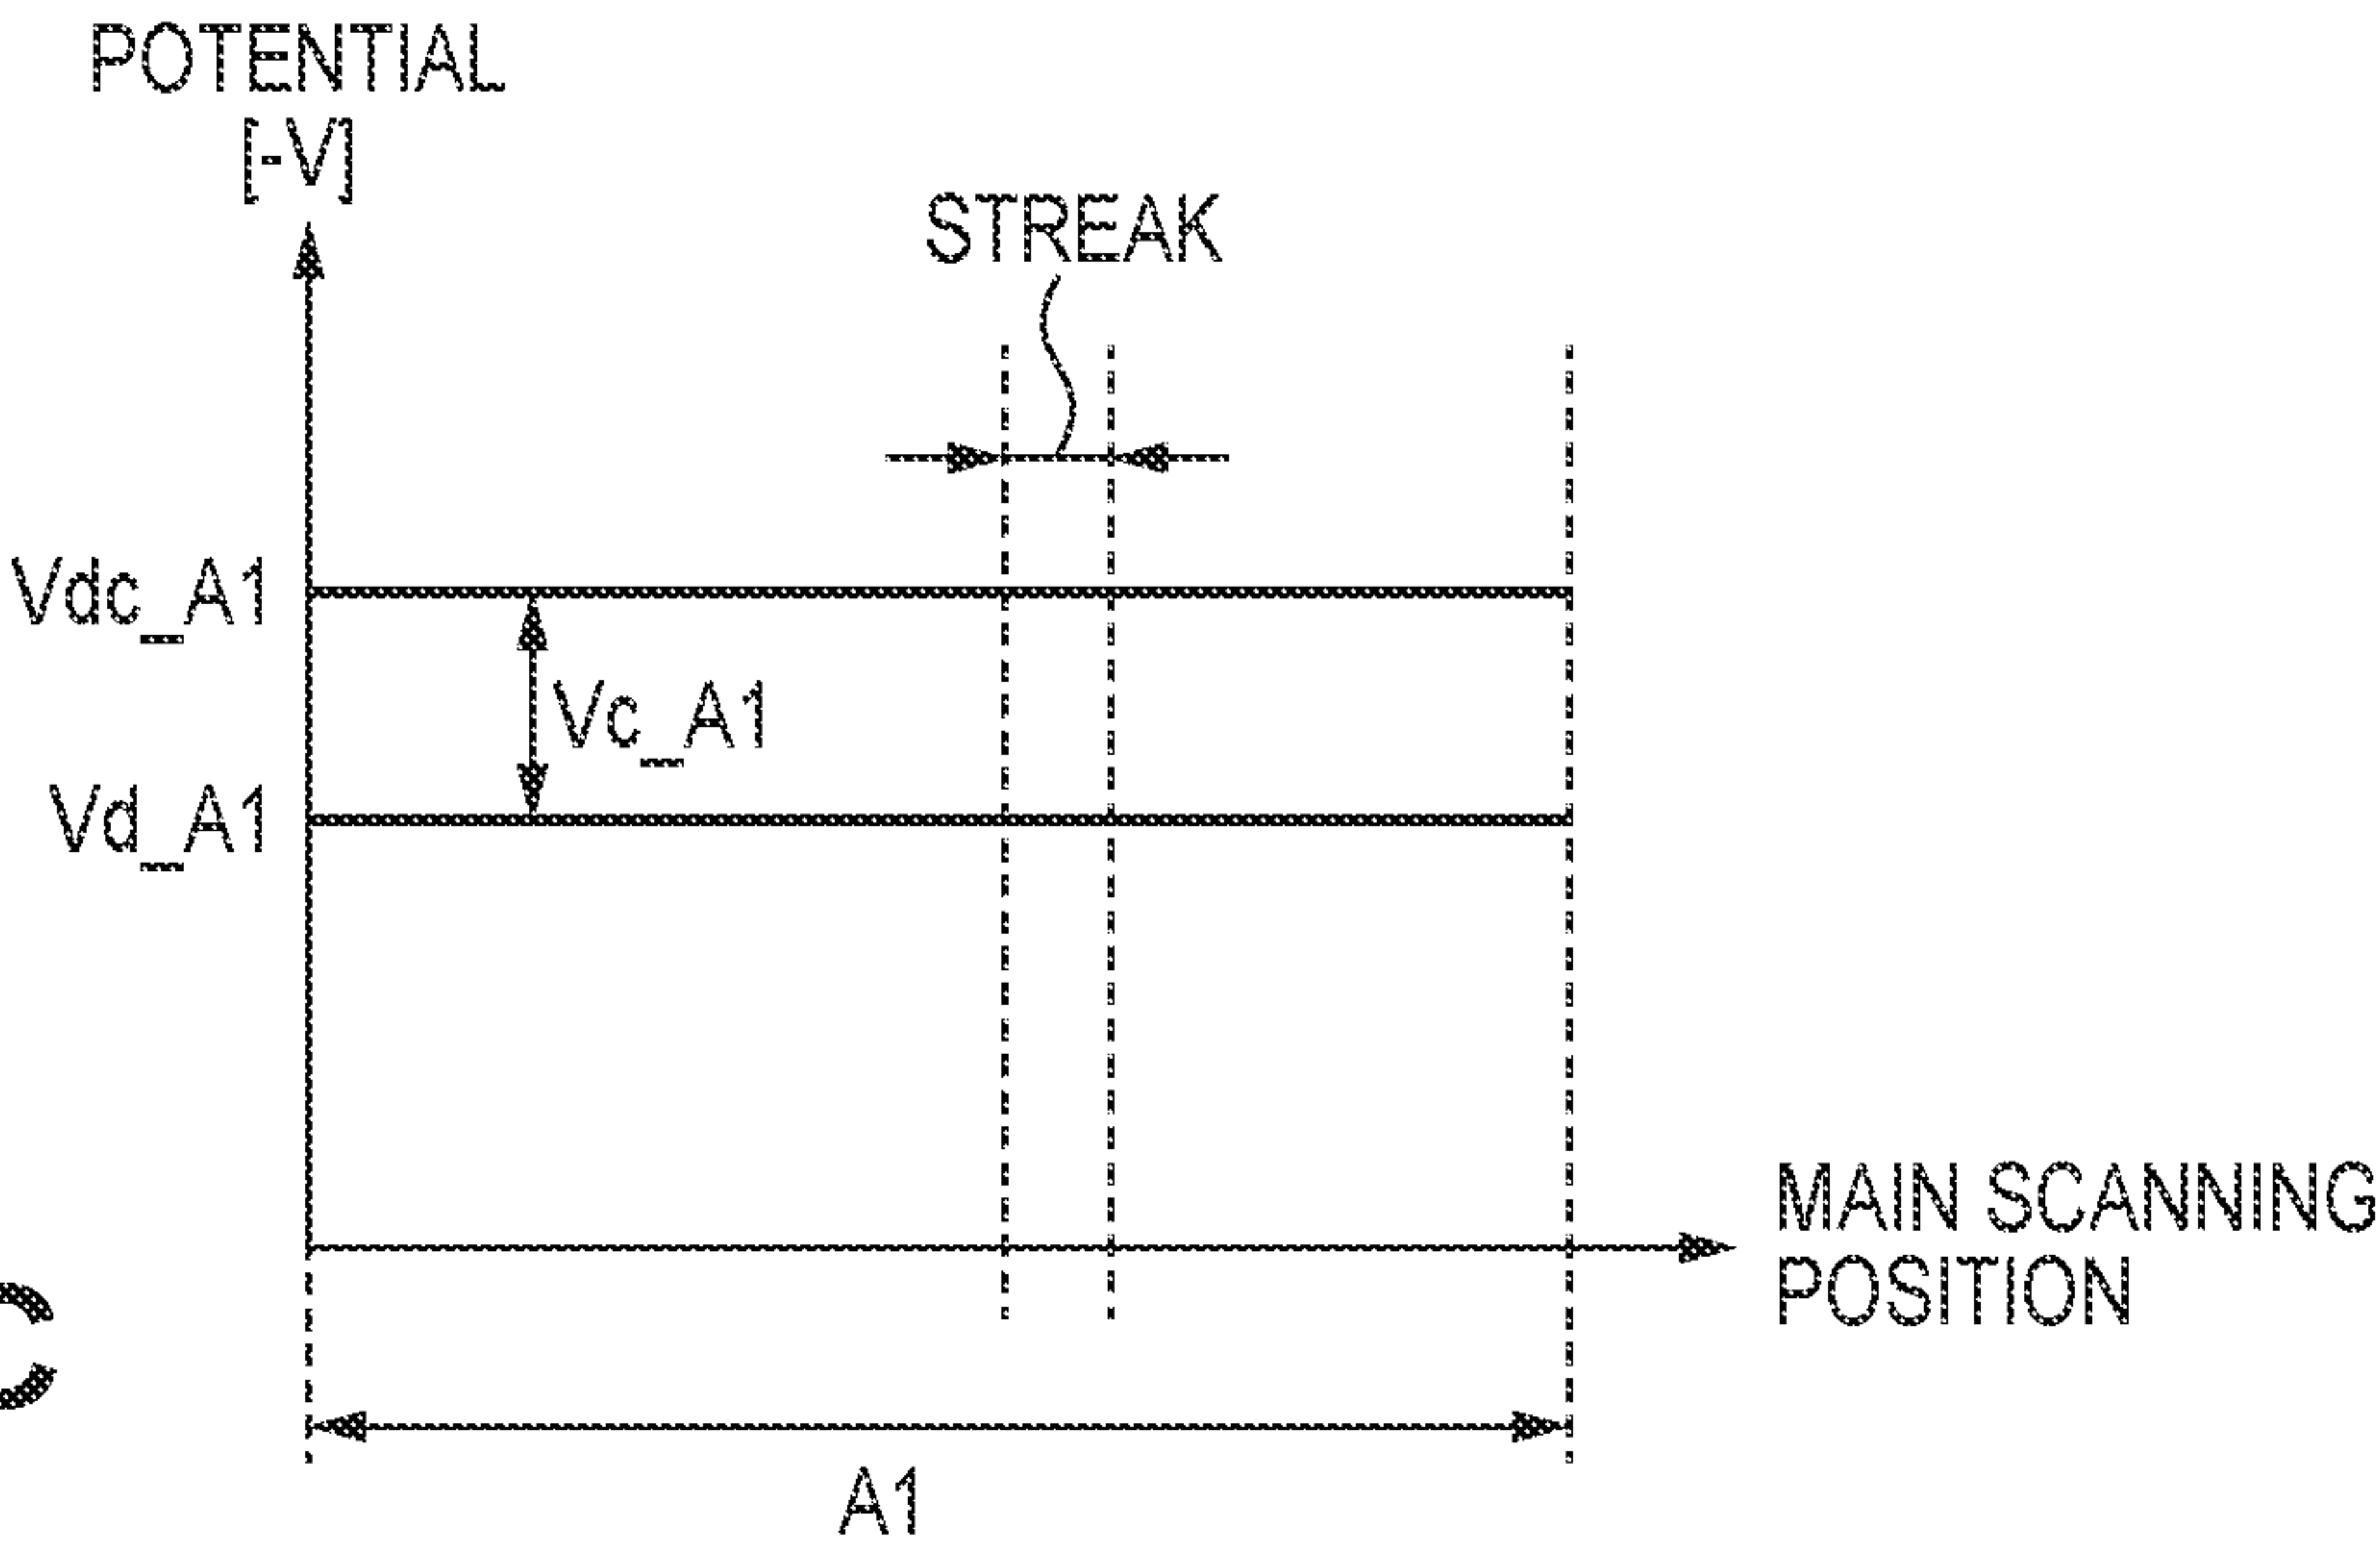 POTENTIAL
[-V]
STREAK
Vdc_A1
Vc_A1
Vd_A1
MAIN SCANNING
POSITION
C
A1